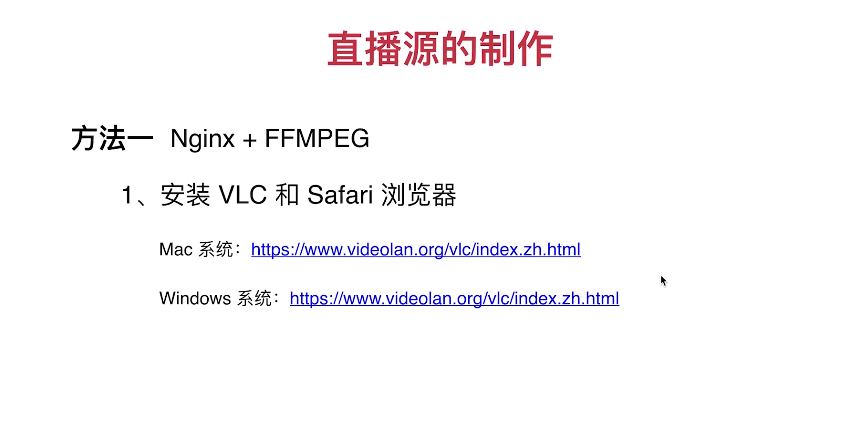 直播源的制作
方法一 Nginx + FFMPEG
1、安装 VLC 和 Safari 浏览器
Mac 系统：https://www.videolan.org/vlc/index.zh.html
Windows 系统：https://www.videolan.org/vlc/index.zh.html